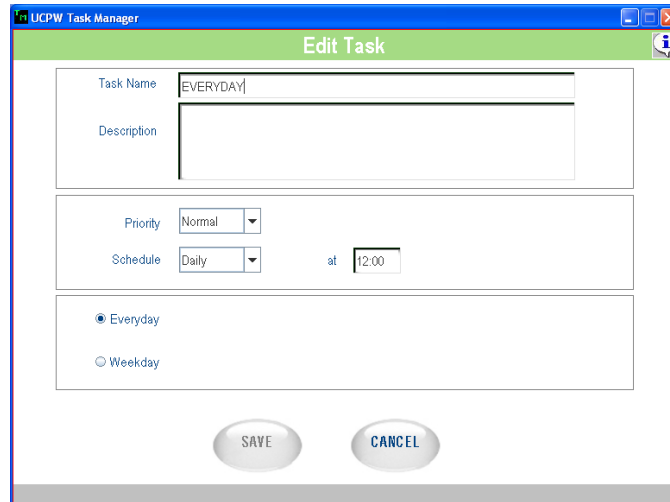 TM UCPW Task Manager
Edit Task
i
Task Name EVERYDAY
Description
Priority Normal
Schedule Daily at 12:00
Everyday
Weekday
SAVE CANCEL